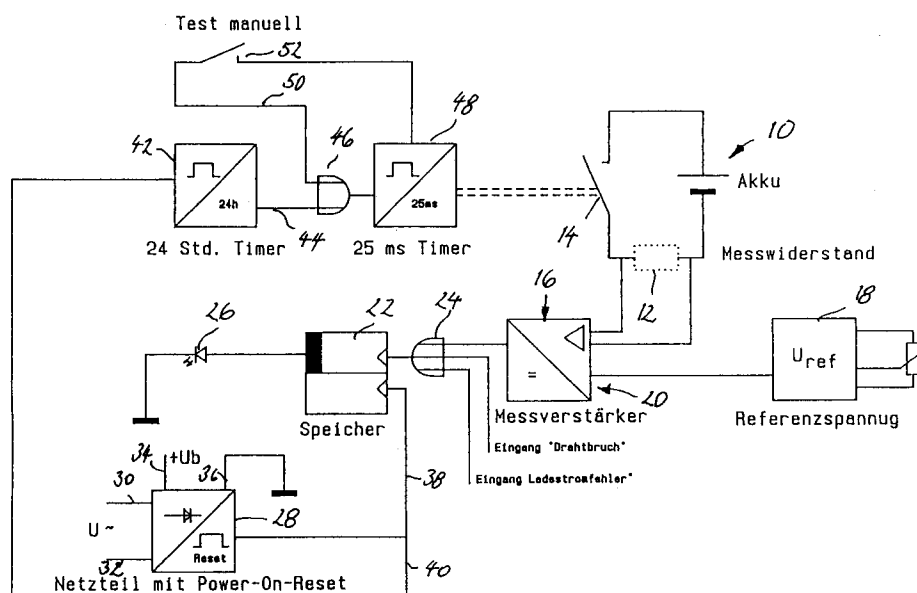 Test manuell
52
50
48
10
42
46
Akku
24h
25ms
14
24 Std. Timer
44
25 ms Timer
Messwiderstand
12
26
22
24
16
18
=
Uref
20
Speicher
Messverstärker
Referenzspannug
Eingang "Drahtbruch"
34
+Ub
36
38
Eingang Ladestromfehler"
30
U ~
28
Reset
32
40
Netzteil mit Power-On-Reset